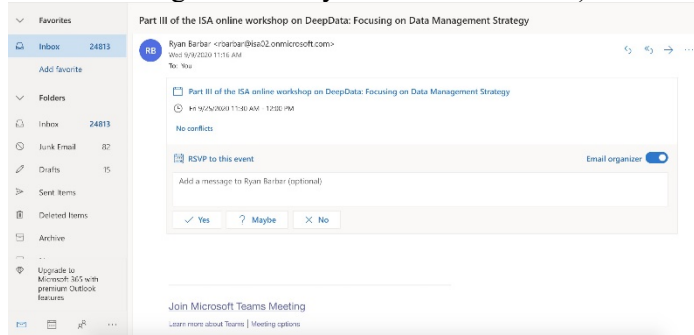 Favorites
Inbox 24813
Add favorite
Folders
Inbox 24813
Junk Email 82
Drafts 15
Sent Items
Deleted Items
Archive
Upgrade to
Microsoft 365 with
premium Outlook
features
Part III of the ISA online workshop on DeepData: Focusing on Data Management Strategy
RB
Ryan Barbar <rbarbar@isa02.onmicrosoft.com>
Wed 9/9/2020 11:16 AM
To: You
Part III of the ISA online workshop on DeepData: Focusing on Data Management Strategy
Fri 9/25/2020 11:30 AM - 12:00 PM
No conflicts
RSVP to this event Email organizer
Add a message to Ryan Barbar (optional)
Yes ? Maybe No
Join Microsoft Teams Meeting
Learn more about Teams | Meeting options